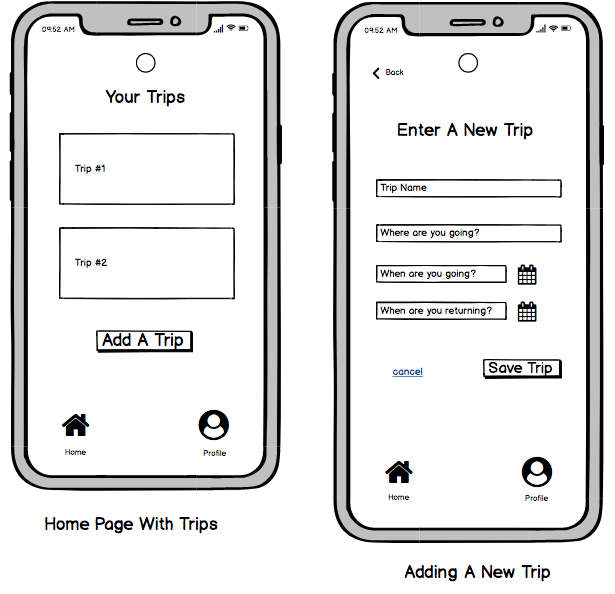 09:52 AM
Your Trips
Trip #1
Trip #2
Add A Trip
Home
Profile
Home Page With Trips
09:52 AM
Back
Enter A New Trip
Trip Name
Where are you going?
When are you going?
When are you returning?
cancel
Save Trip
Home
Profile
Adding A New Trip